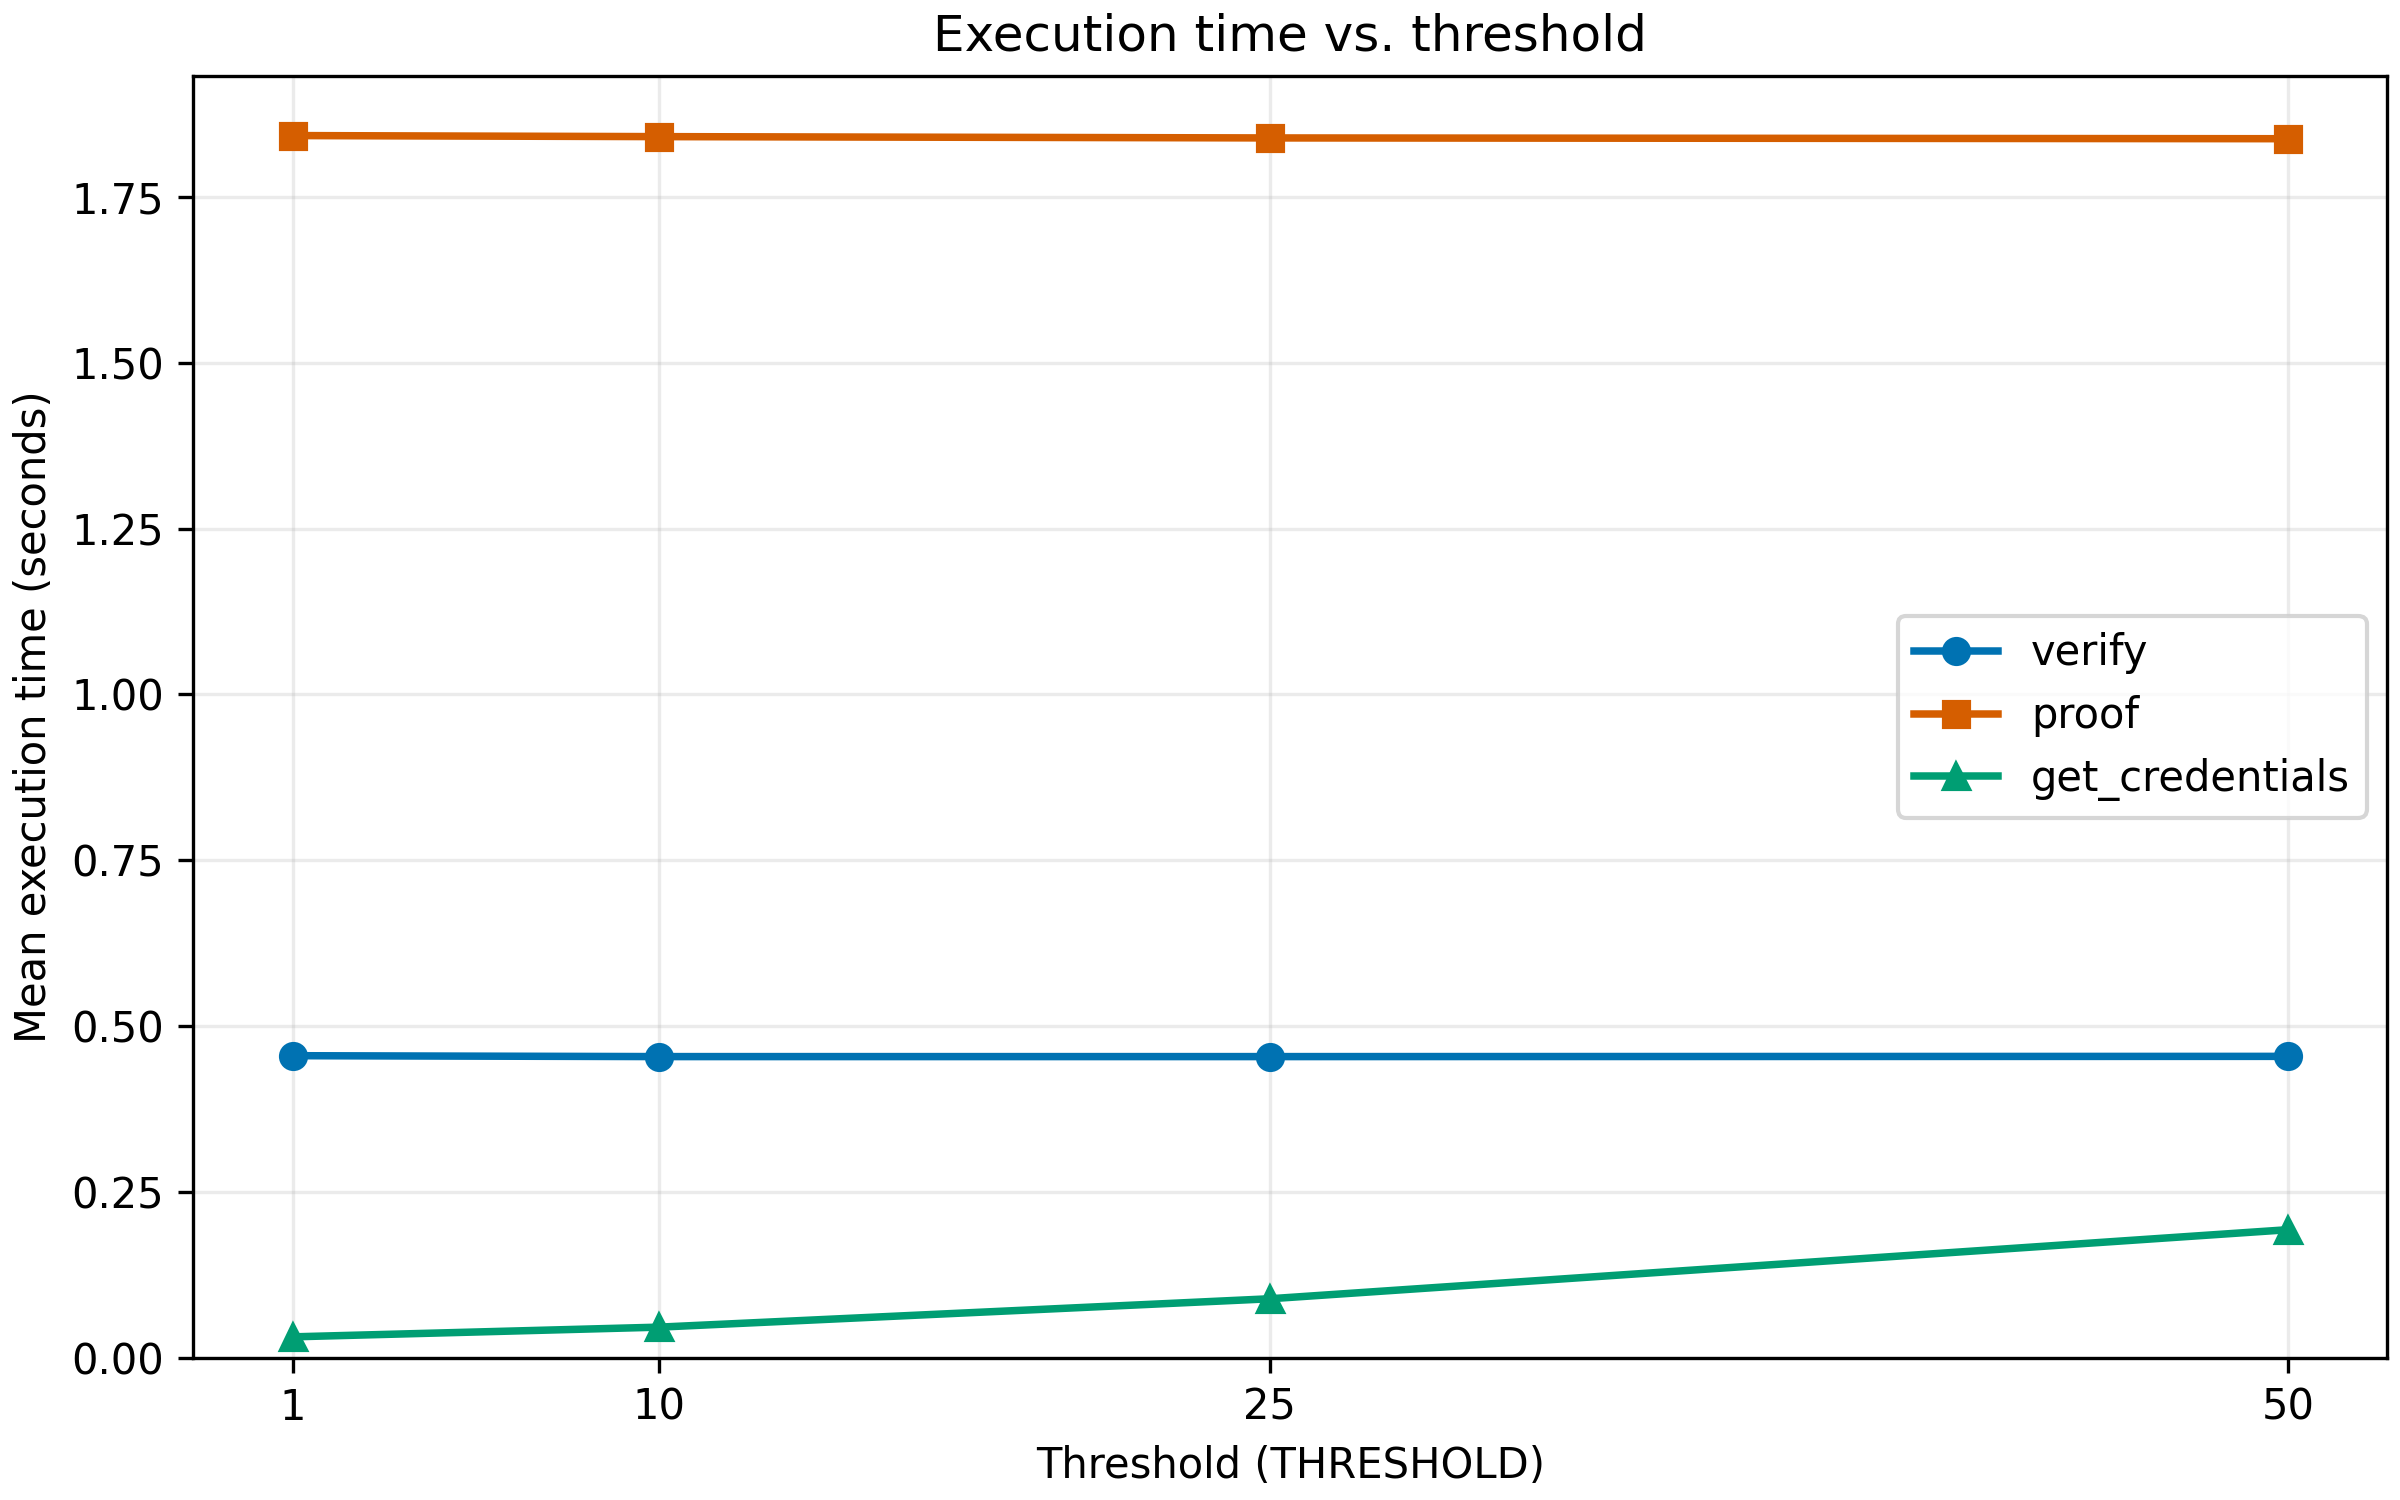 Execution time vs. threshold
Mean execution time (seconds)
1.75
1.50
1.25
1.00
0.75
0.50
0.25
0.00
verify
proof
get_credentials
1 10 25 50
Threshold (THRESHOLD)